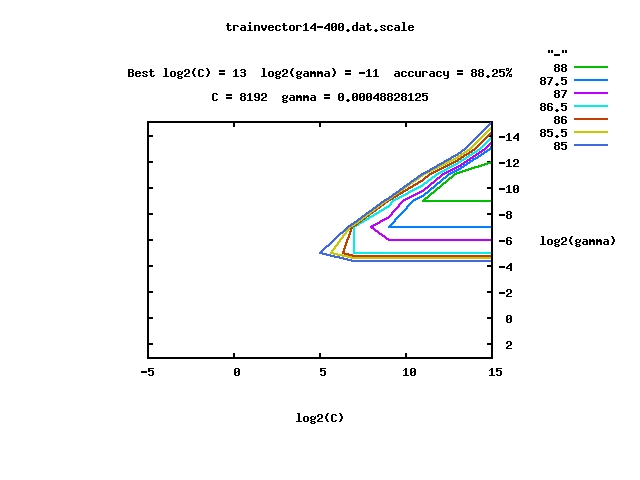 trainvector14-400.dat.scale
Best log2(C) = 13  log2(gamma) = -11  accuracy = 88.25%
C = 8192  gamma = 0.00048828125
"-"
88
87.5
87
86.5
86
85.5
85
-14
-12
-10
-8
-6
-4
-2
0
2
log2(gamma)
-5 0 5 10 15
log2(C)